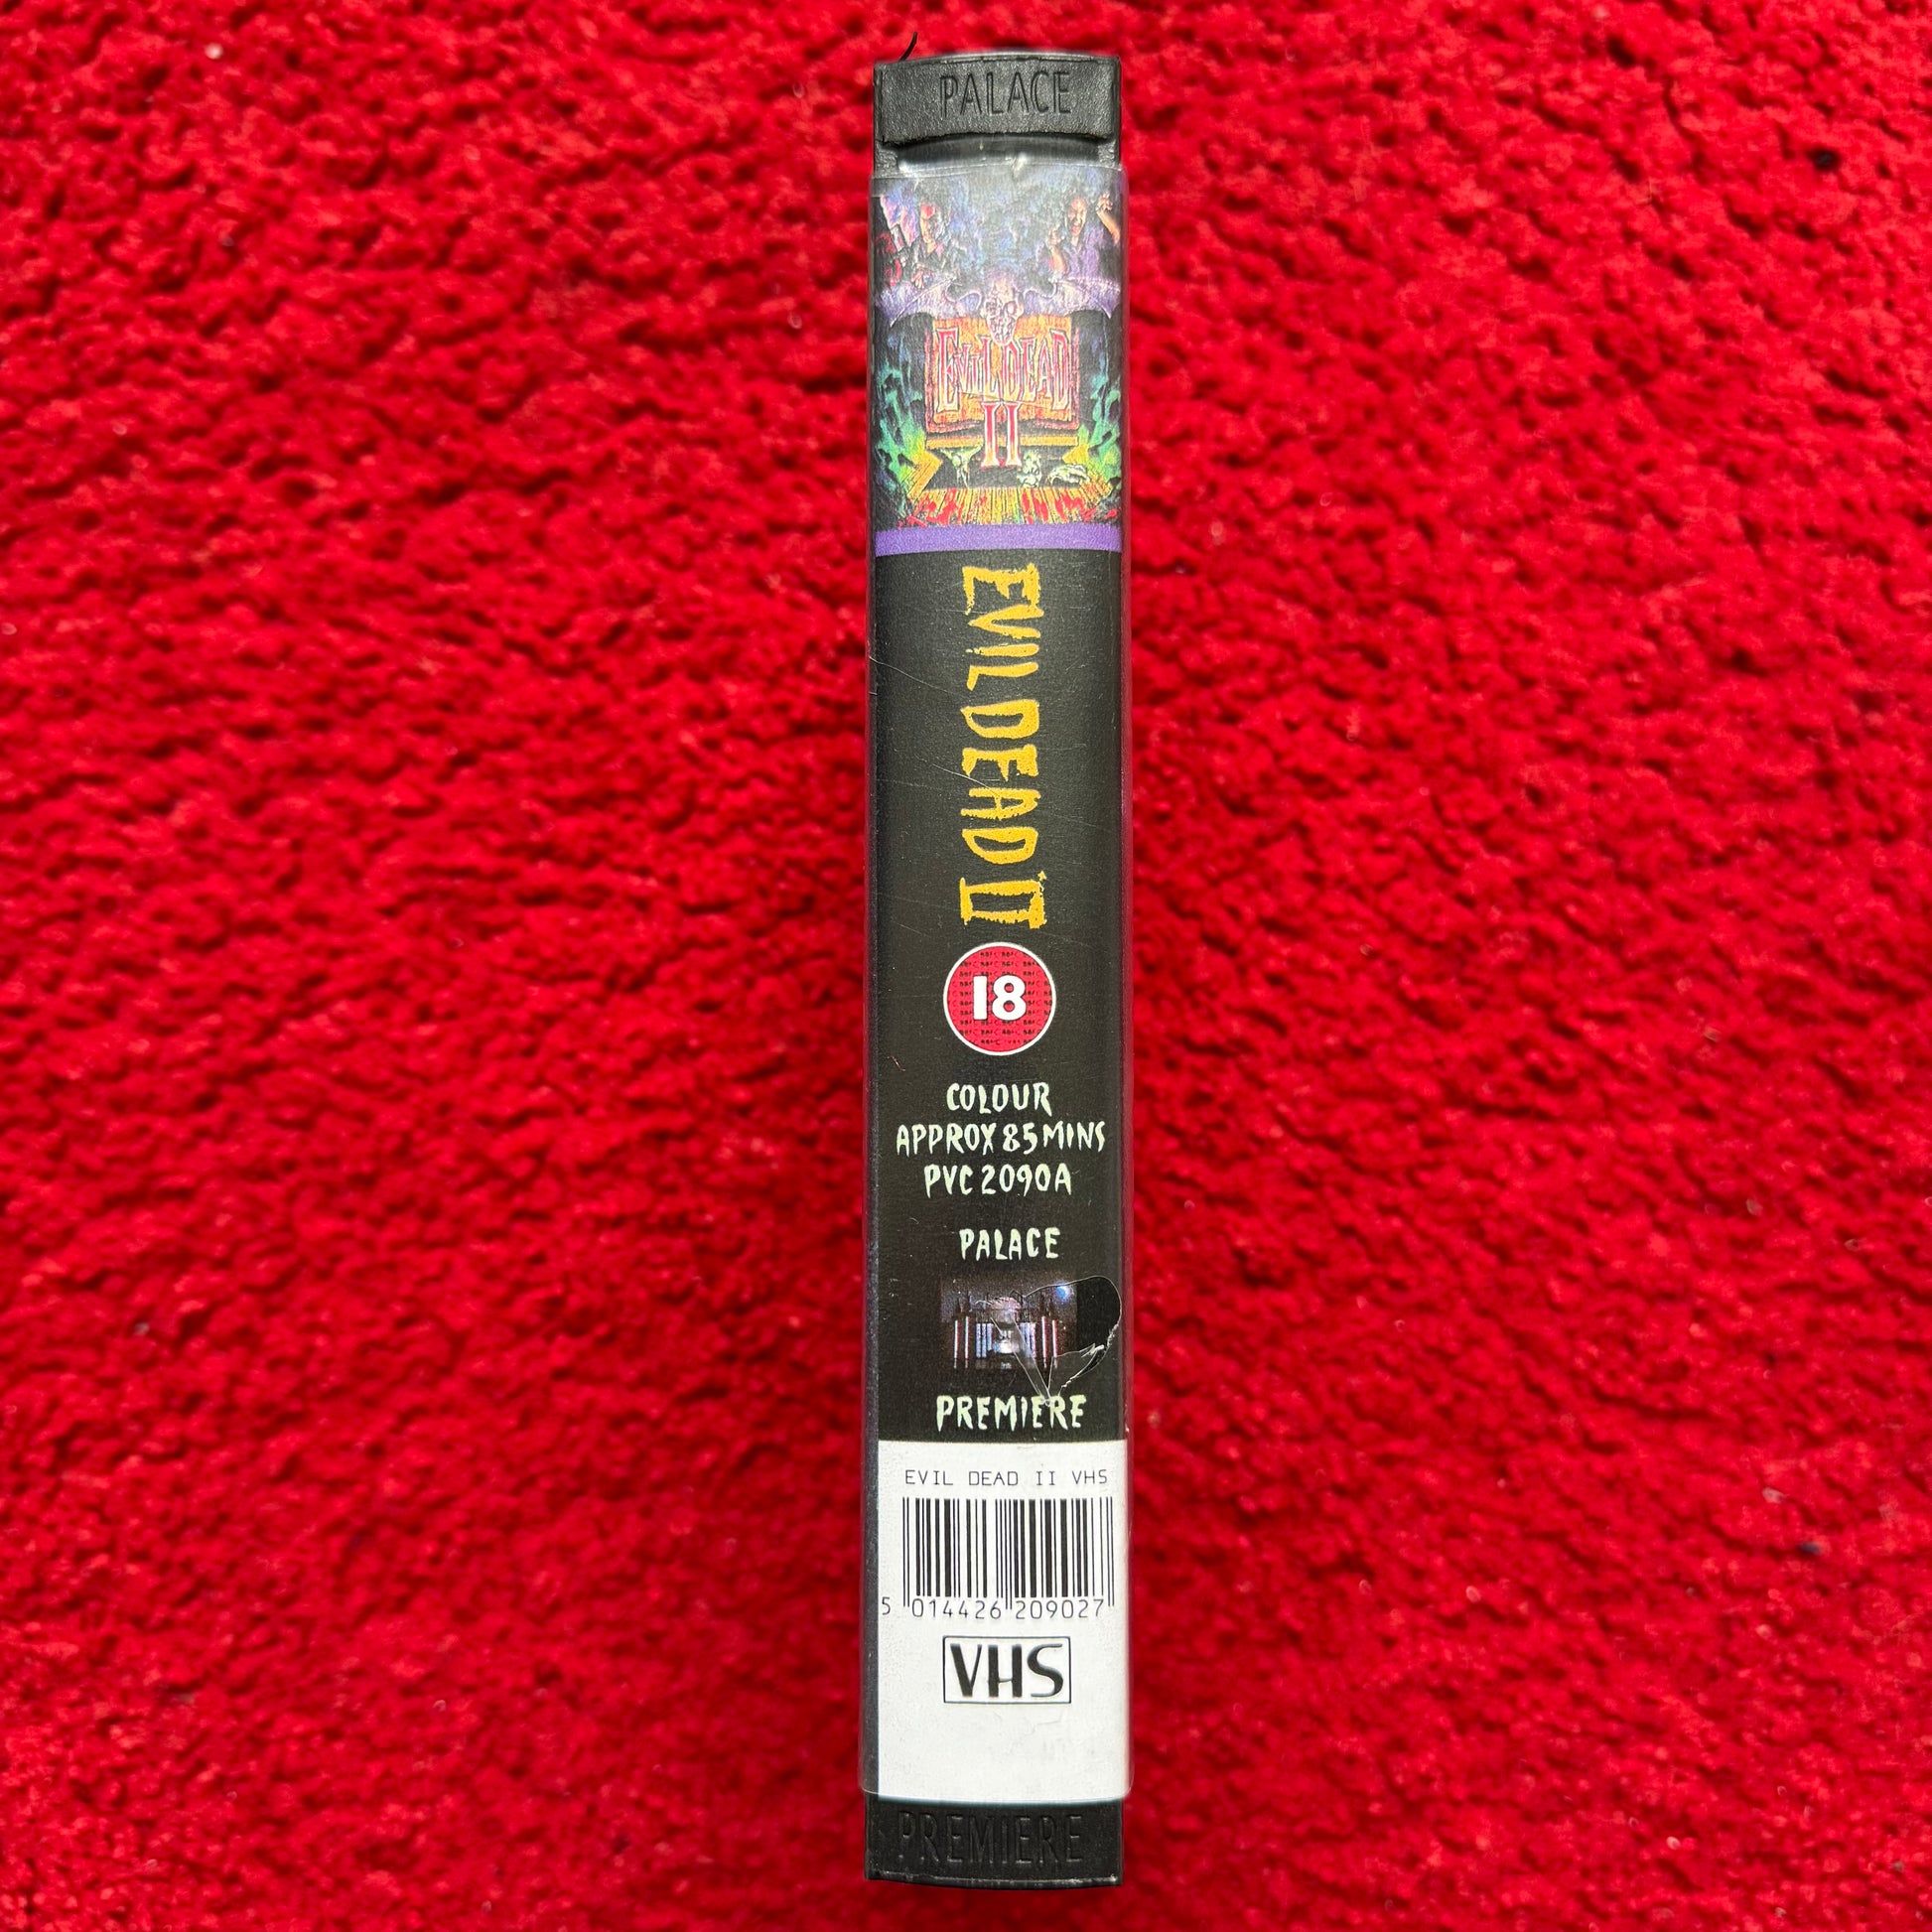 PALACE
EVIL DEAD
II
EVIL DEAD II
18
COLOUR
APPROX 85 MINS
PVC 2090A
PALACE
PREMIERE
EVIL DEAD II VHS
5 014426 209027
VHS
PREMIERE